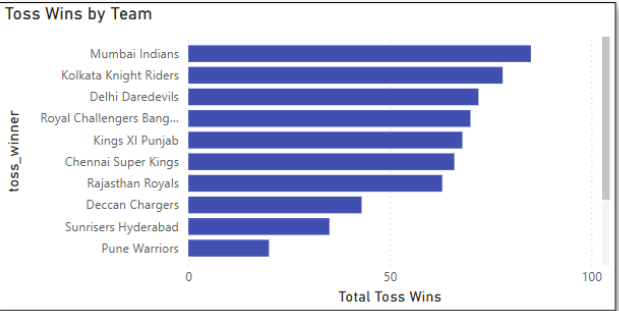 Toss Wins by Team
toss_winner
Mumbai Indians
Kolkata Knight Riders
Delhi Daredevils
Royal Challengers Bang...
Kings XI Punjab
Chennai Super Kings
Rajasthan Royals
Deccan Chargers
Sunrisers Hyderabad
Pune Warriors
0 50 100
Total Toss Wins